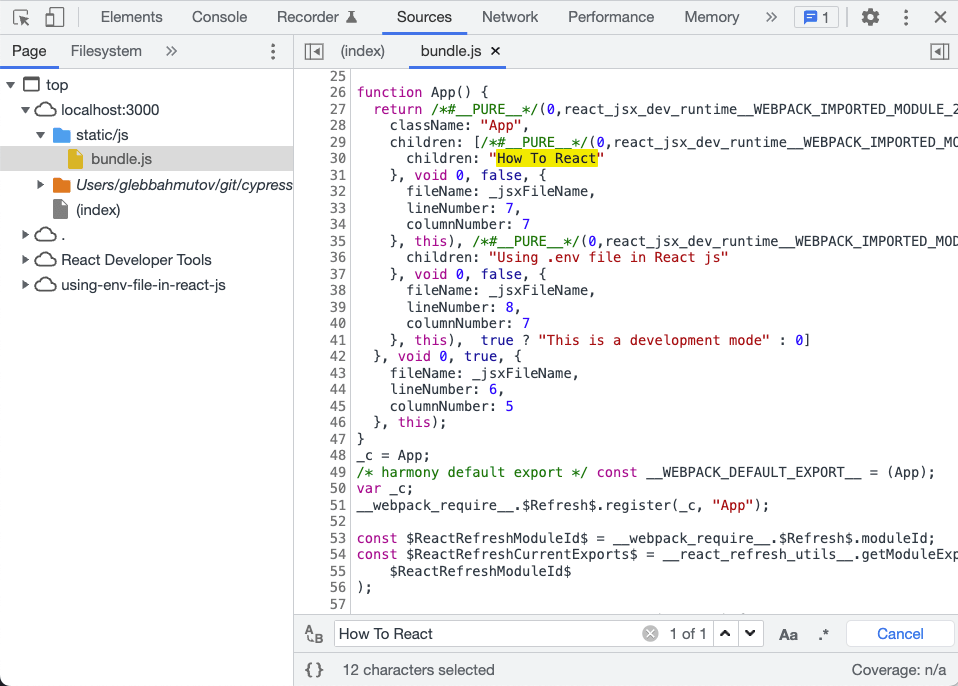 Elements Console Recorder Sources Network Performance Memory 1
Page Filesystem (index) bundle.js
top
localhost:3000
static/js
bundle.js
Users/glebbahmutov/git/cypress
(index)
.
React Developer Tools
using-env-file-in-react-js
25
26 function App() {
27   return /*#__PURE__*/(0,react_jsx_dev_runtime__WEBPACK_IMPORTED_MODULE_2
28     className: "App",
29     children: [/*#__PURE__*/(0,react_jsx_dev_runtime__WEBPACK_IMPORTED_MO
30       children: "How To React"
31     }, void 0, false, {
32       fileName: _jsxFileName,
33       lineNumber: 7,
34       columnNumber: 7
35     }, this), /*#__PURE__*/(0,react_jsx_dev_runtime__WEBPACK_IMPORTED_MOD
36       children: "Using .env file in React js"
37     }, void 0, false, {
38       fileName: _jsxFileName,
39       lineNumber: 8,
40       columnNumber: 7
41     }, this),  true ? "This is a development mode" : 0]
42   }, void 0, true, {
43     fileName: _jsxFileName,
44     lineNumber: 6,
45     columnNumber: 5
46   }, this);
47 }
48 _c = App;
49 /* harmony default export */ const __WEBPACK_DEFAULT_EXPORT__ = (App);
50 var _c;
51 __webpack_require__.$Refresh$.register(_c, "App");
52
53 const $ReactRefreshModuleId$ = __webpack_require__.$Refresh$.moduleId;
54 const $ReactRefreshCurrentExports$ = __react_refresh_utils__.getModuleExp
55     $ReactRefreshModuleId$
56 );
57
How To React 1 of 1 Aa .* Cancel
{ } 12 characters selected Coverage: n/a